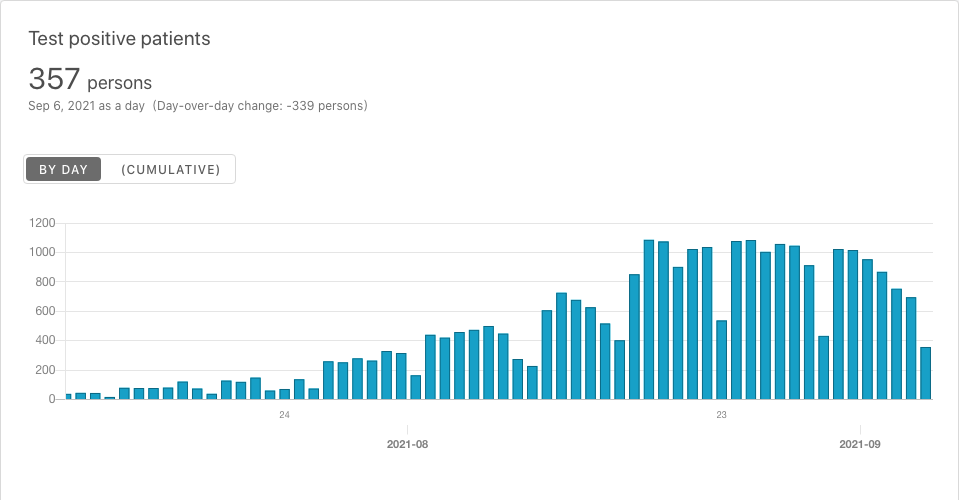 Test positive patients
357 persons
Sep 6, 2021 as a day (Day-over-day change: -339 persons)
BY DAY (CUMULATIVE)
1200
1000
800
600
400
200
0
24 23
2021-08 2021-09